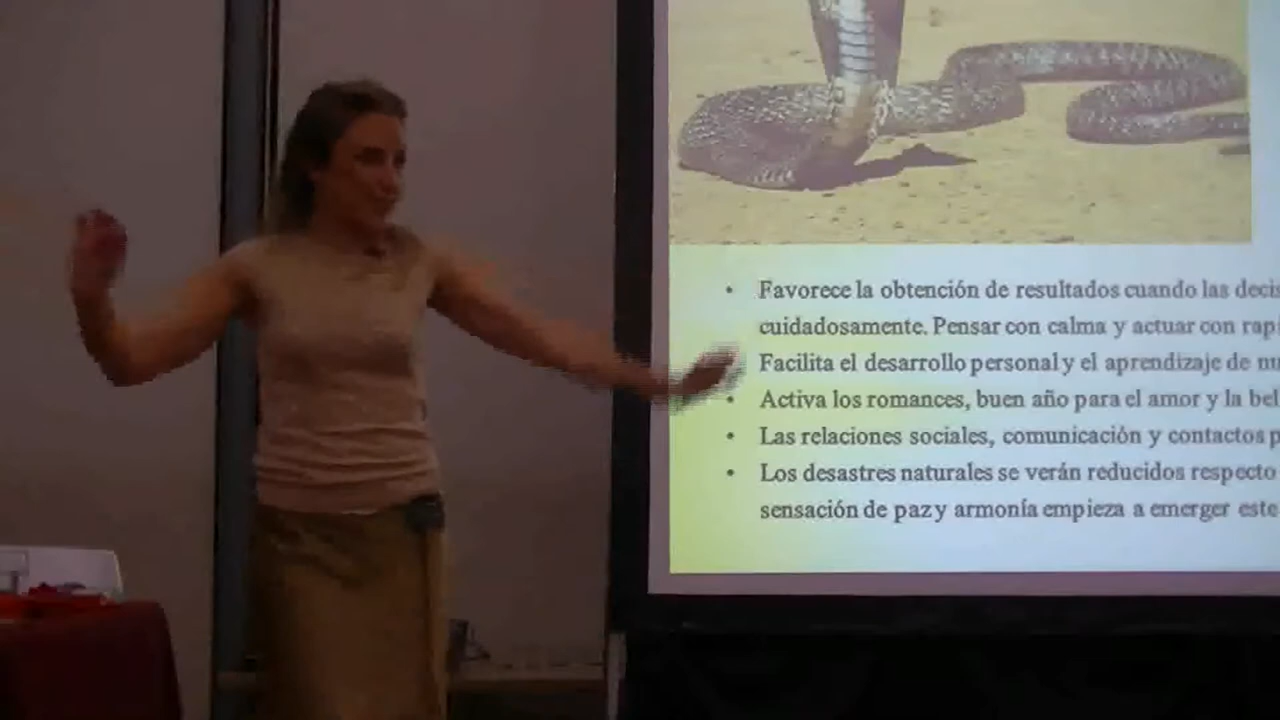 • Favorece la obtención de resultados cuando las
cuidadosamente. Pensar con calma y actuar con
Facilita el desarrollo personal y el aprendizaje de
• Activa los romances, buen año para el amor y la
• Las relaciones sociales, comunicación y contactos
• Los desastres naturales se verán reducidos respecto
sensación de paz y armonía empieza a emerger este